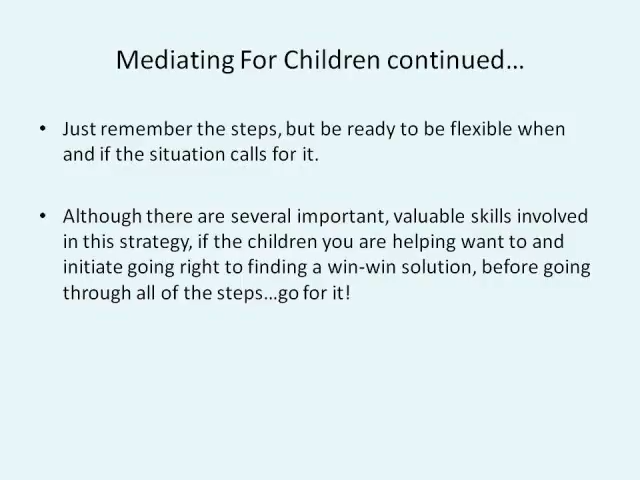 Mediating For Children continued…
• Just remember the steps, but be ready to be flexible when
and if the situation calls for it.
• Although there are several important, valuable skills involved
in this strategy, if the children you are helping want to and
initiate going right to finding a win-win solution, before going
through all of the steps…go for it!